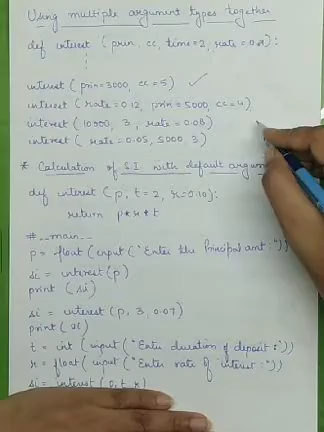 Using multiple argument types together
def interest (prin, cc, time=2, rate=0.09):
interest (prin=3000, cc=5) ✓
interest (rate=0.12, prin=5000, cc=4)
interest (10000, 3, rate=0.08)
interest (rate=0.05, 5000, 3)
* Calculation of S.I. with default argum
def interest (p, t=2, r=0.10):
return p*r*t
# __main__
p = float(input("Enter the Principal amt:"))
si = interest(p)
print (si)
si = interest(p, 3, 0.07)
print(si)
t = int (input("Enter duration of deposit:"))
r = float(input("Enter rate of interest:"))
si = interest (p, t, r)